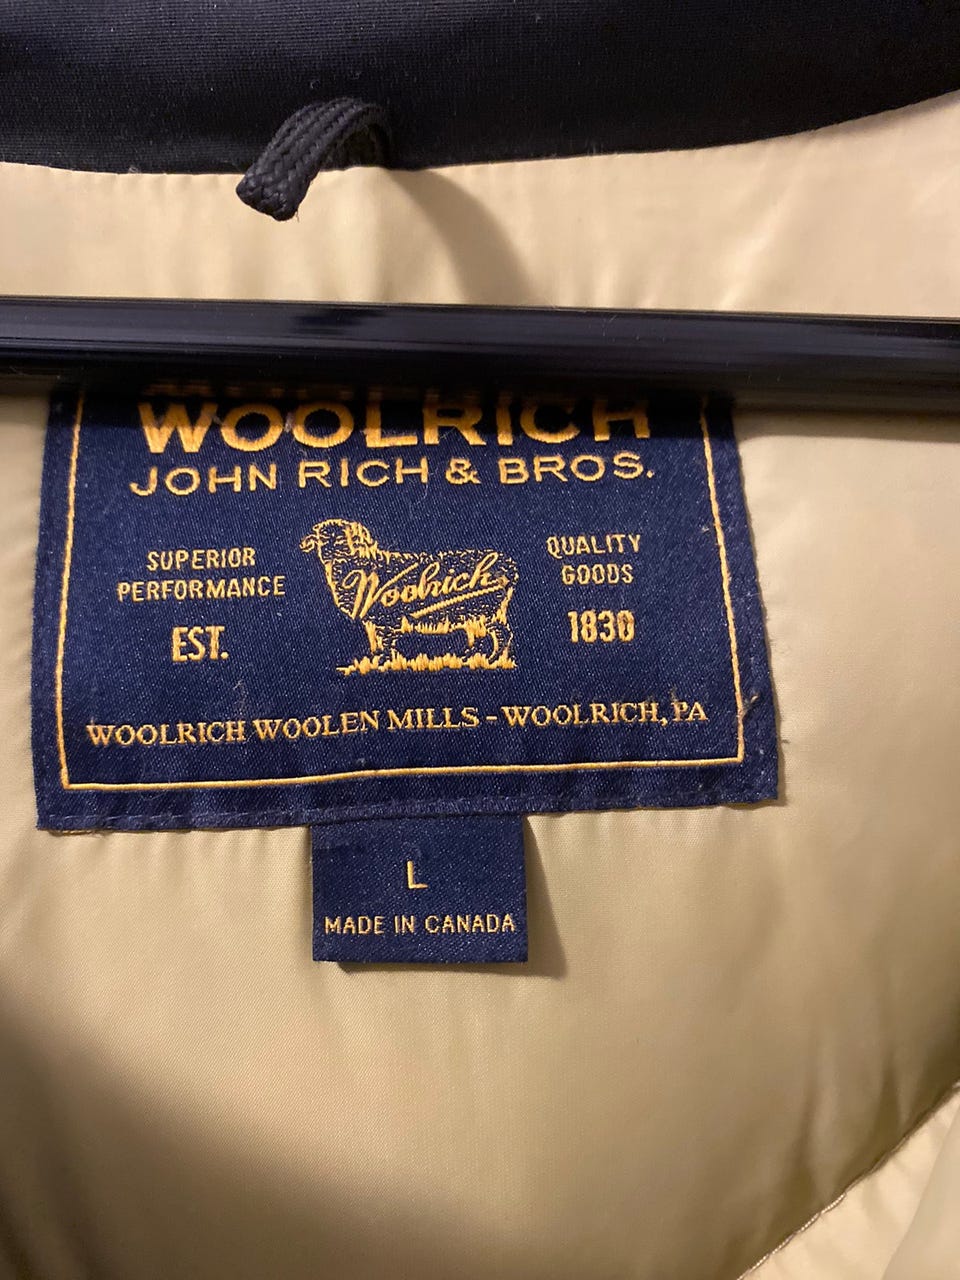 WOOLRICH
JOHN RICH & BROS.
SUPERIOR
PERFORMANCE
EST.
Woolrich
QUALITY
GOODS
1830
WOOLRICH WOOLEN MILLS - WOOLRICH, PA
L
MADE IN CANADA